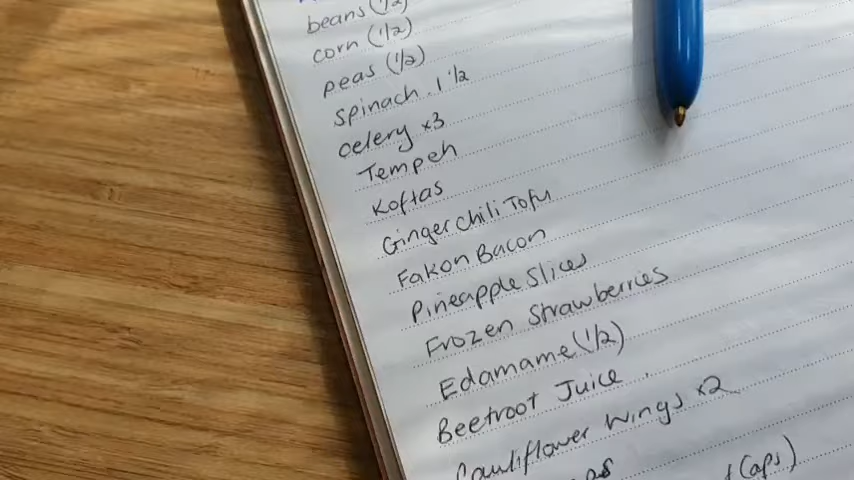 beans (1/2)
corn (1/2)
peas (1/2)
Spinach . 1 1/2
celery x3
Tempeh
Koftas
Ginger Chili Tofu
Fakon Bacon
Pineapple Slices
Frozen Strawberries
Edamame (1/2)
Beetroot Juice .
Cauliflower Wings x2